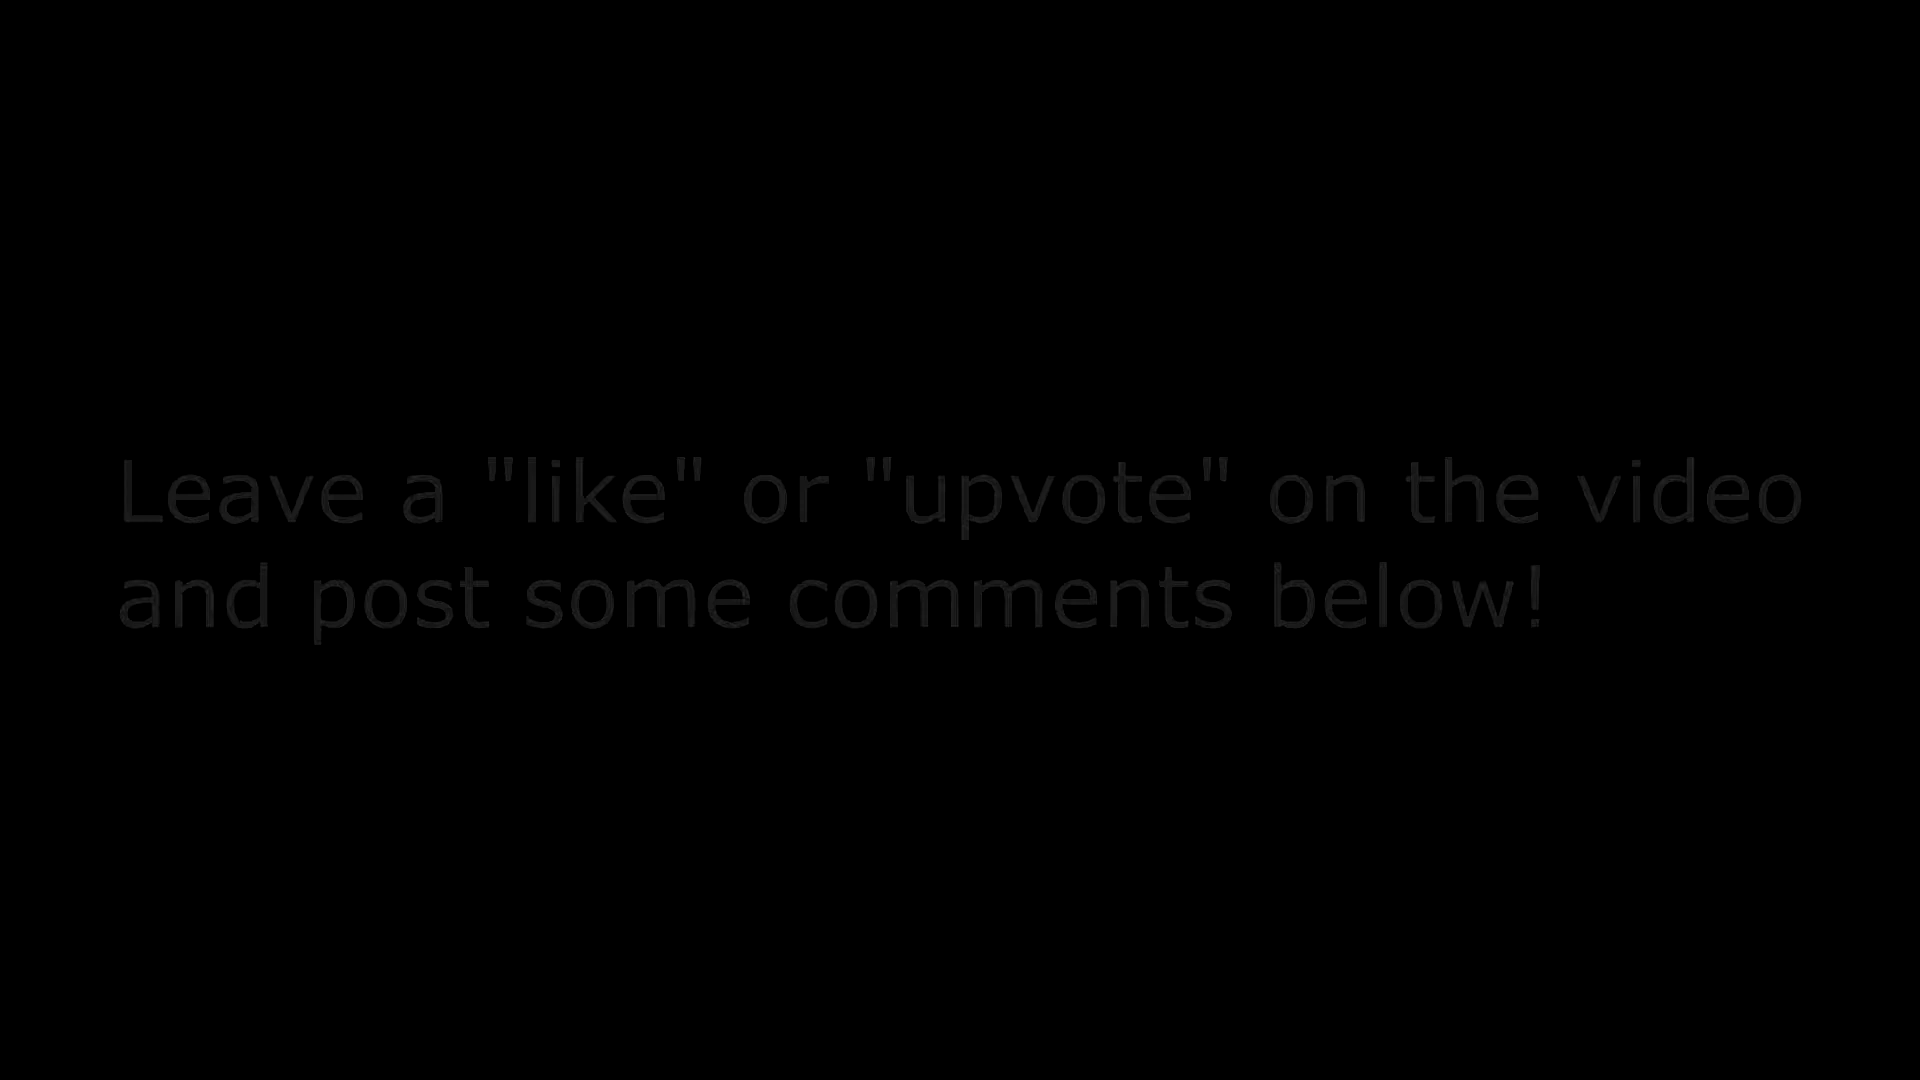 Leave a "like" or "upvote" on the video
and post some comments below!